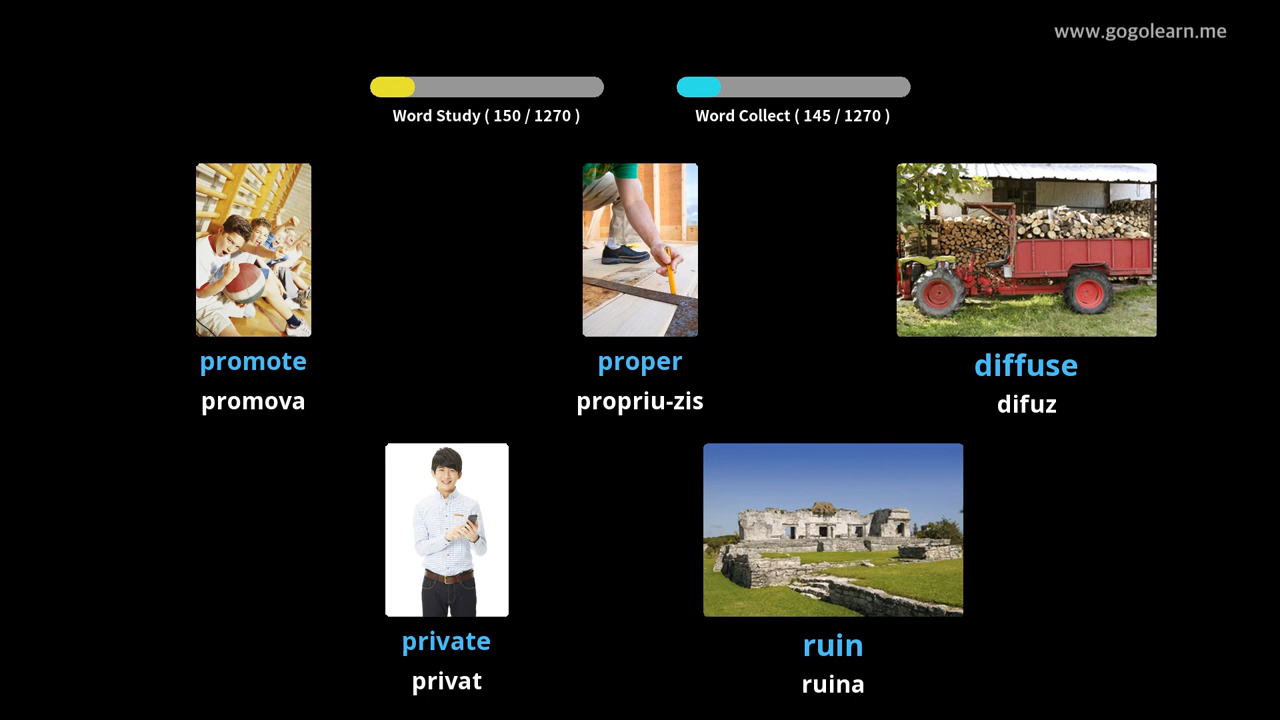 www.gogolearn.me
Word Study ( 150 / 1270 )
Word Collect ( 145 / 1270 )
promote
promova
proper
propriu-zis
diffuse
difuz
private
privat
ruin
ruina